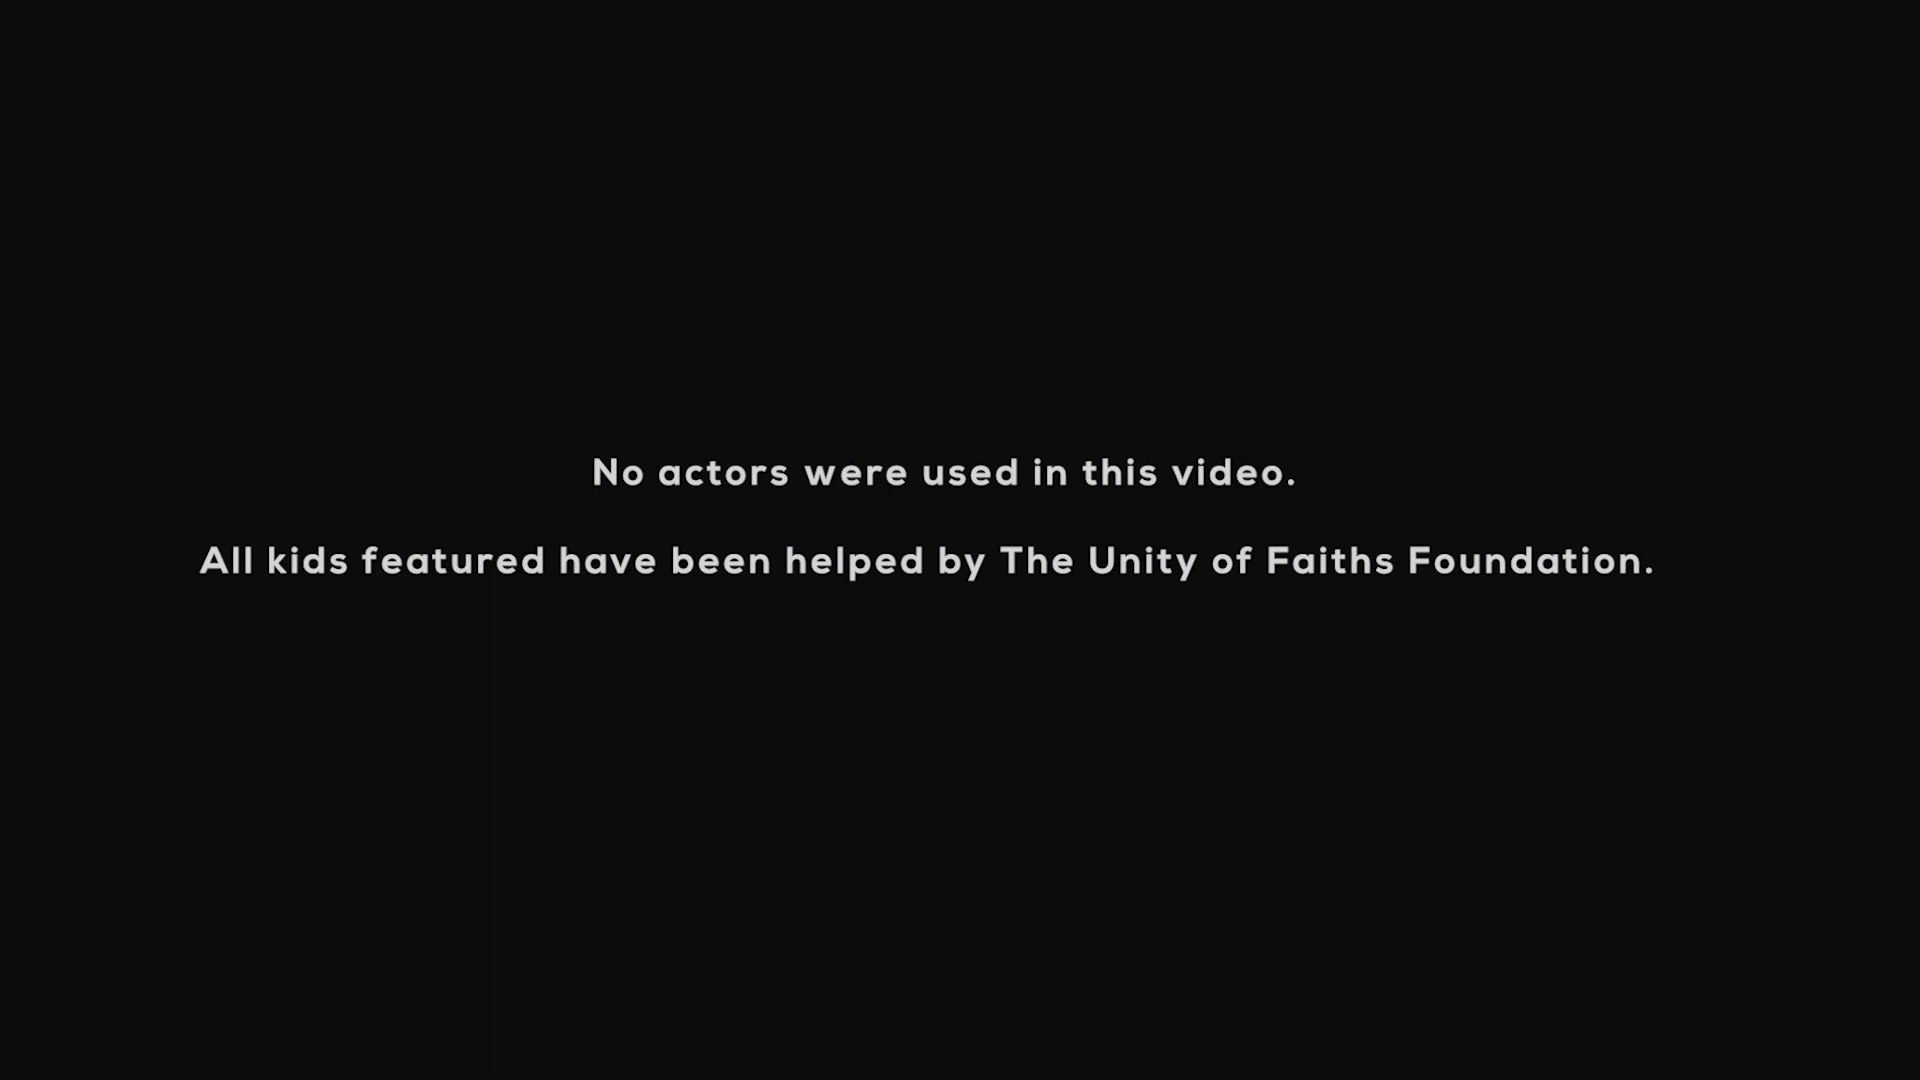 No actors were used in this video.
All kids featured have been helped by The Unity of Faiths Foundation.